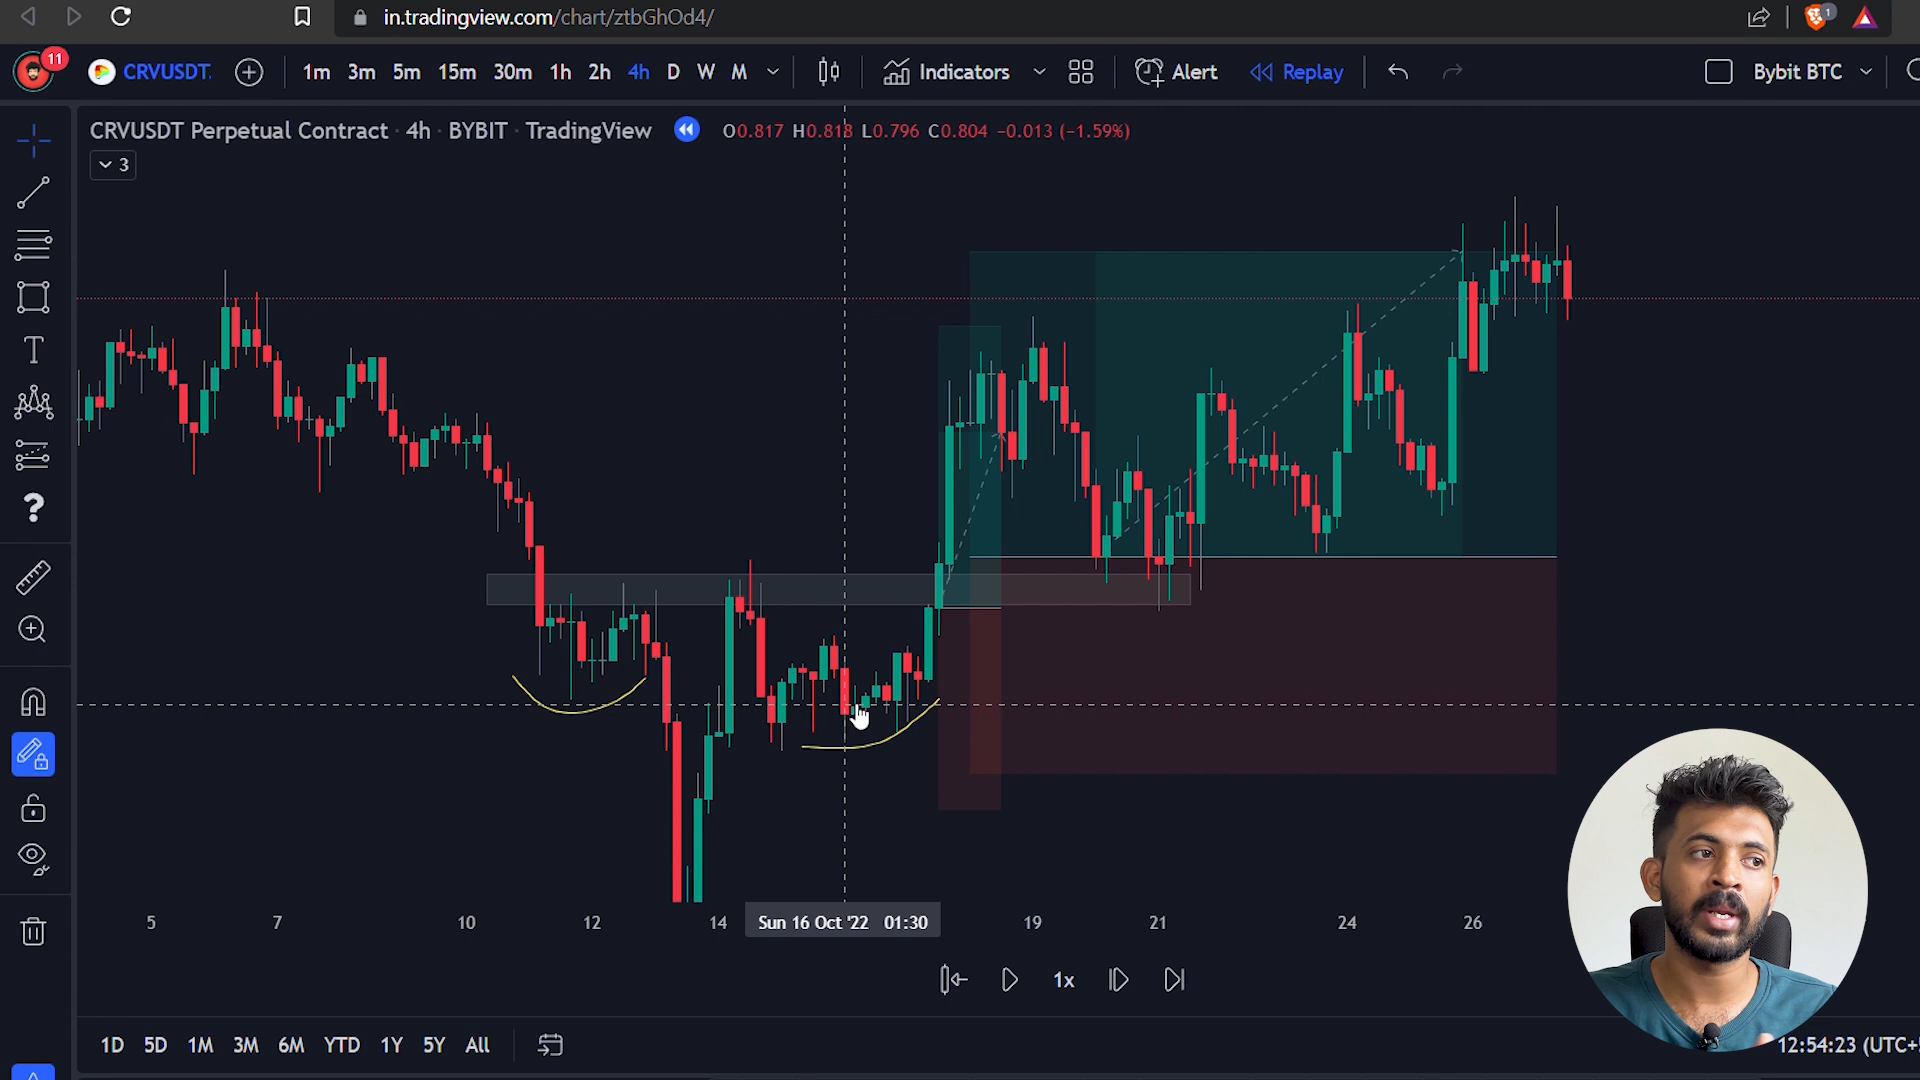 in.tradingview.com/chart/ztbGhOd4/
1
11
CRVUSDT.
1m 3m 5m 15m 30m 1h 2h 4h D W M
Indicators
Alert
Replay
Bybit BTC
CRVUSDT Perpetual Contract · 4h · BYBIT · TradingView
O0.817 H0.818 L0.796 C0.804 −0.013 (−1.59%)
3
5 7 10 12 14 Sun 16 Oct '22 01:30 19 21 24 26
1x
1D 5D 1M 3M 6M YTD 1Y 5Y All
12:54:23 (UTC+